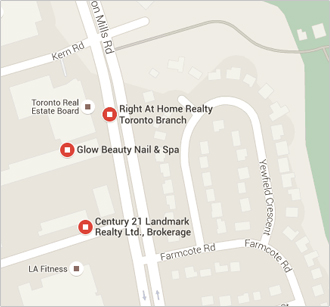 on Mills Rd
Kern Rd
Toronto Real
Estate Board
Right At Home Realty
Toronto Branch
Glow Beauty Nail & Spa
Yewfield Crescent
Century 21 Landmark
Realty Ltd., Brokerage
Farmcote Rd
Farmcote Rd
LA Fitness